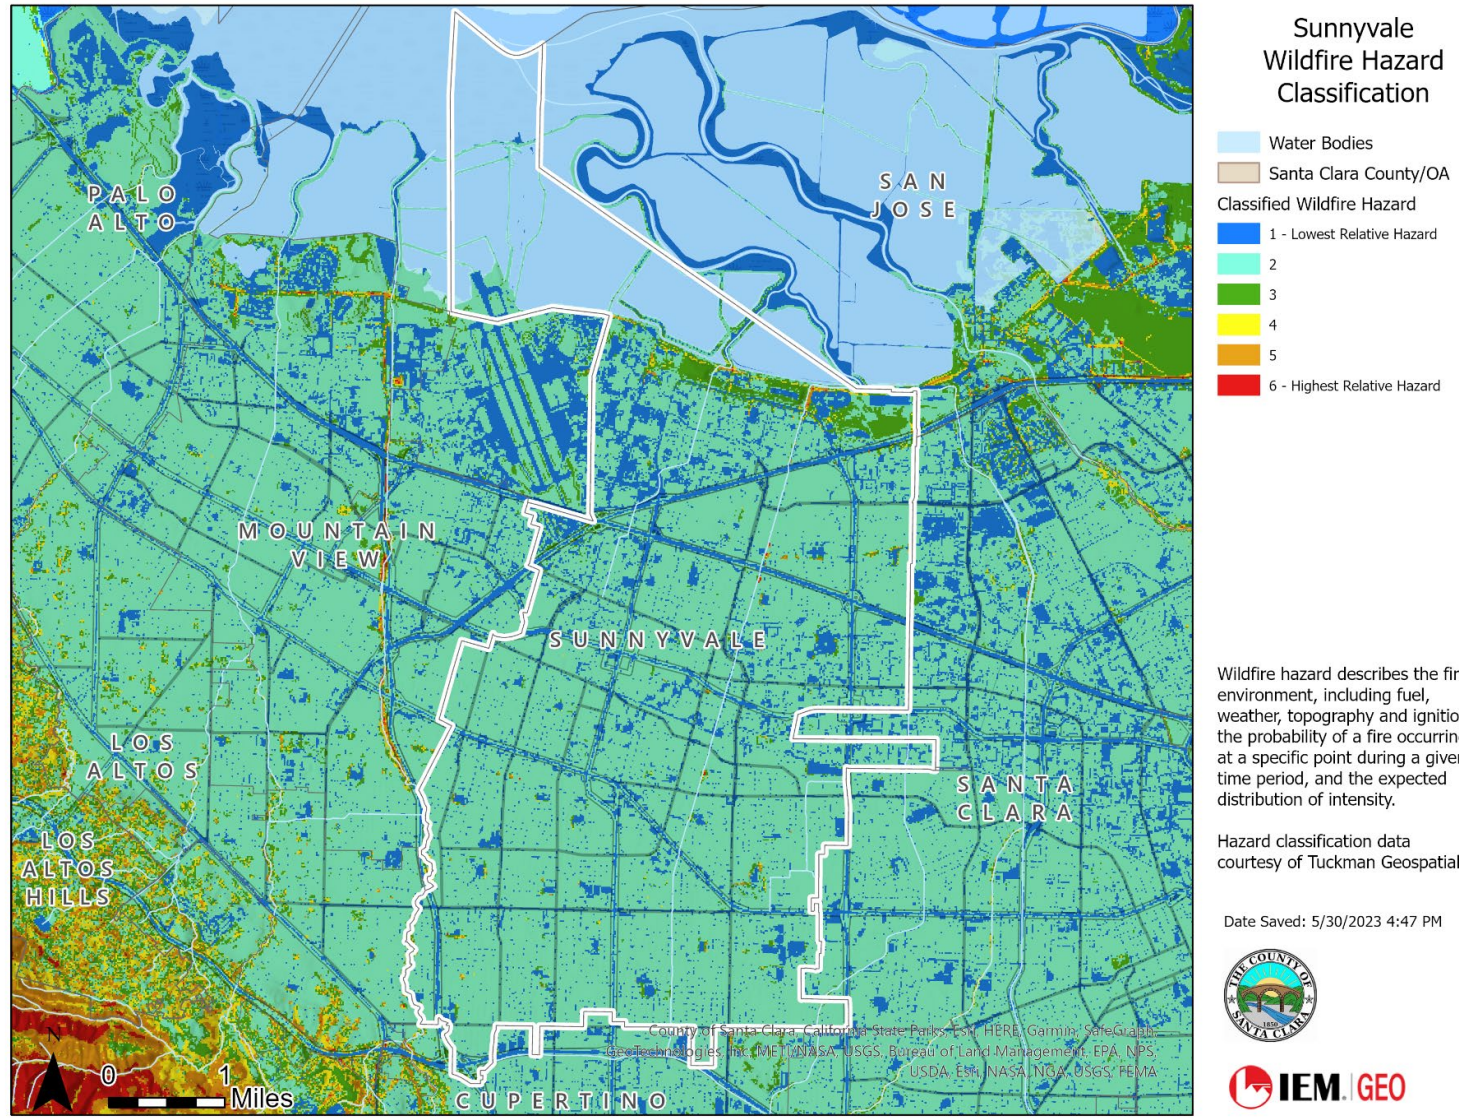 Sunnyvale
Wildfire Hazard
Classification
Water Bodies
Santa Clara County/OA
Classified Wildfire Hazard
1 - Lowest Relative Hazard
2
3
4
5
6 - Highest Relative Hazard
PALO
ALTO
SAN
JOSE
MOUNTAIN
VIEW
SUNNYVALE
LOS
ALTOS
SANTA
CLARA
LOS
ALTOS
HILLS
CUPERTINO
N
0 1
Miles
County of Santa Clara, California State Parks, Esri, HERE, Garmin, SafeGraph,
GeoTechnologies, Inc, METI/NASA, USGS, Bureau of Land Management, EPA, NPS,
USDA, Esri, NASA, NGA, USGS, FEMA
Wildfire hazard describes the fir
environment, including fuel,
weather, topography and ignitio
the probability of a fire occurrin
at a specific point during a giver
time period, and the expected
distribution of intensity.
Hazard classification data
courtesy of Tuckman Geospatial
Date Saved: 5/30/2023 4:47 PM
THE COUNTY OF
SANTA CLARA
1850
IEM. GEO